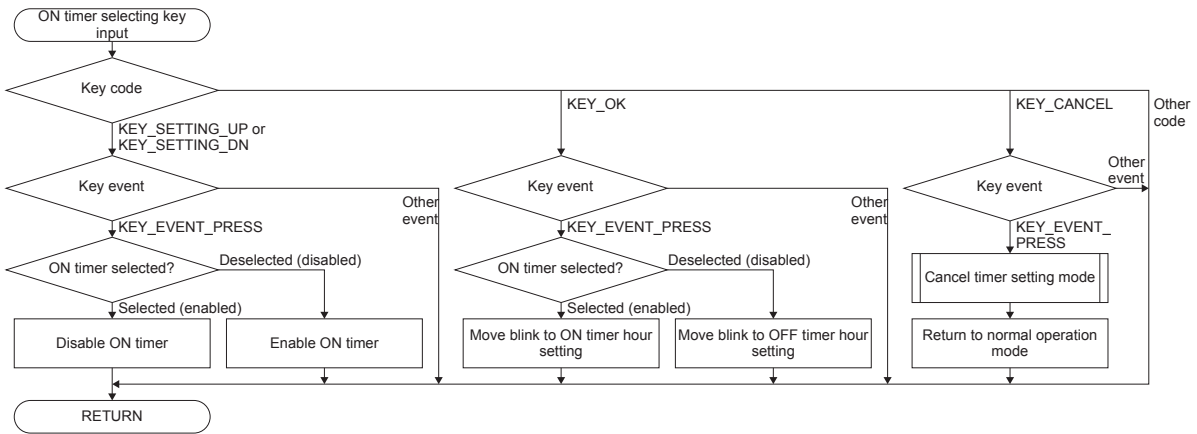 ON timer selecting key
input
Key code
KEY_SETTING_UP or
KEY_SETTING_DN
KEY_OK
KEY_CANCEL
Other
code
Key event
Other
event
Key event
Other
event
Key event
Other
event
KEY_EVENT_PRESS
KEY_EVENT_PRESS
KEY_EVENT_
PRESS
ON timer selected?
Deselected (disabled)
ON timer selected?
Deselected (disabled)
Cancel timer setting mode
Selected (enabled)
Selected (enabled)
Disable ON timer
Enable ON timer
Move blink to ON timer hour
setting
Move blink to OFF timer hour
setting
Return to normal operation
mode
RETURN